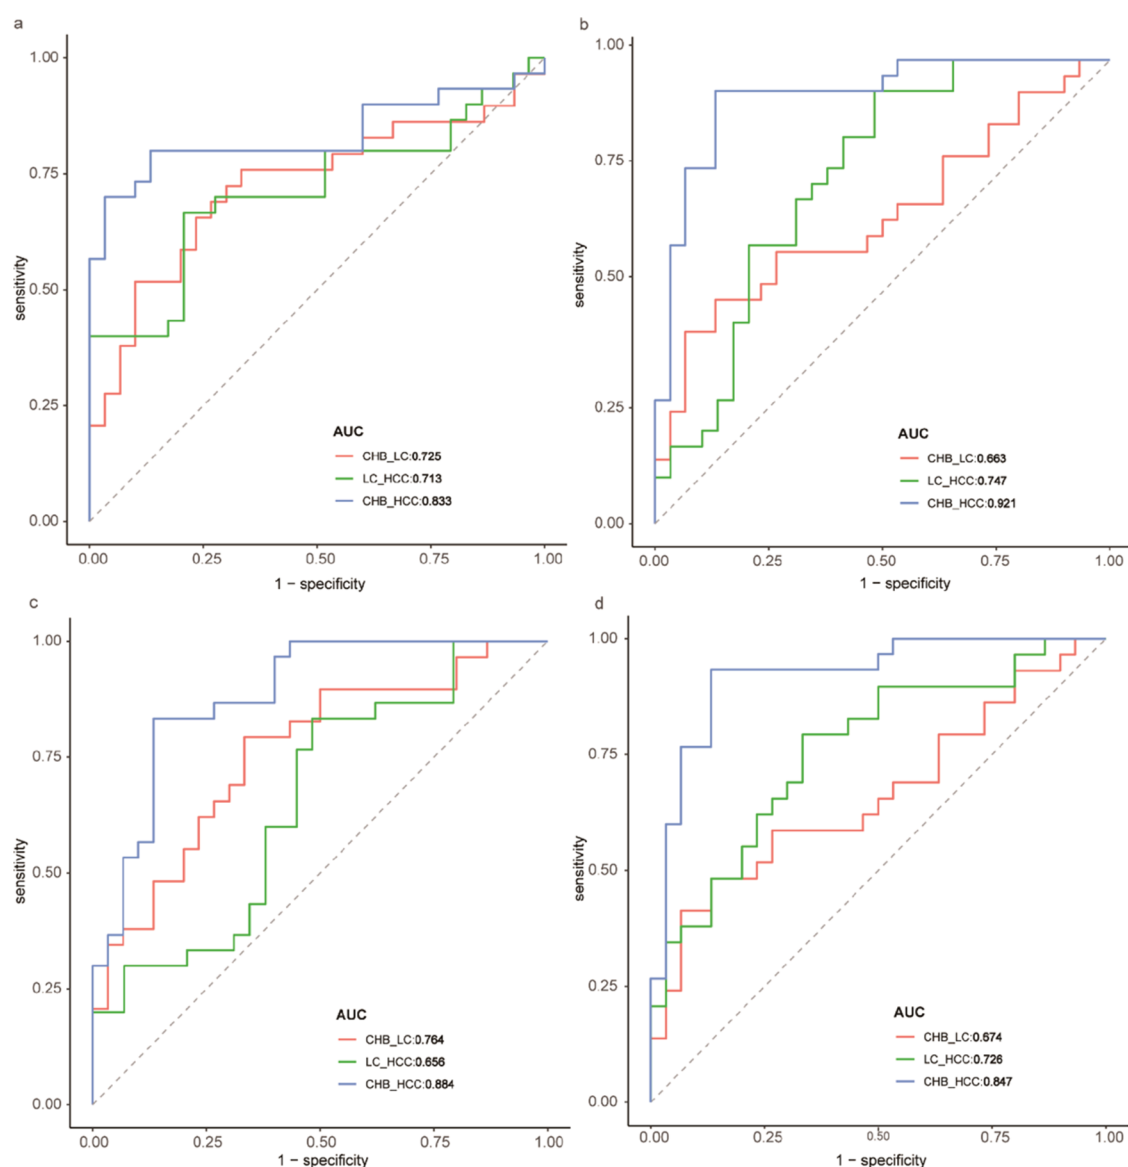 a
1.00
0.75
0.50
0.25
0.00
sensitivity
0.00 0.25 0.50 0.75 1.00
1 − specificity
AUC
CHB_LC:0.725
LC_HCC:0.713
CHB_HCC:0.833
b
1.00
0.75
0.50
0.25
0.00
sensitivity
0.00 0.25 0.50 0.75 1.00
1 − specificity
AUC
CHB_LC:0.663
LC_HCC:0.747
CHB_HCC:0.921
c
1.00
0.75
0.50
0.25
0.00
sensitivity
0.00 0.25 0.50 0.75 1.00
1 − specificity
AUC
CHB_LC:0.764
LC_HCC:0.656
CHB_HCC:0.884
d
1.00
0.75
0.50
0.25
0.00
sensitivity
0.00 0.25 0.50 0.75 1.00
1 − specificity
AUC
CHB_LC:0.674
LC_HCC:0.726
CHB_HCC:0.847